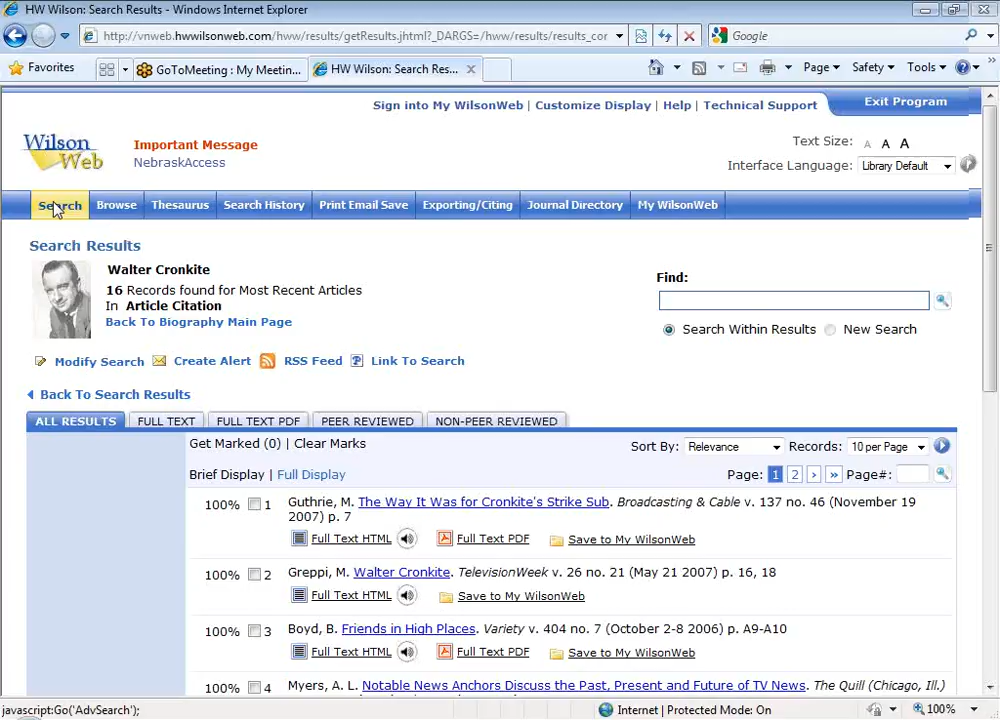 HW Wilson: Search Results - Windows Internet Explorer
http://vnweb.hwwilsonweb.com/hww/results/getResults.jhtml?_DARGS=/hww/results/results_cor
Google
Favorites
GoToMeeting : My Meetin...
HW Wilson: Search Res...
Page
Safety
Tools
Sign into My WilsonWeb | Customize Display | Help | Technical Support
Exit Program
Wilson
Web
Important Message
NebraskAccess
Text Size: A A A
Interface Language: Library Default
Search
Browse
Thesaurus
Search History
Print Email Save
Exporting/Citing
Journal Directory
My WilsonWeb
Search Results
Walter Cronkite
16 Records found for Most Recent Articles
In Article Citation
Back To Biography Main Page
Find:
Search Within Results
New Search
Modify Search
Create Alert
RSS Feed
Link To Search
Back To Search Results
ALL RESULTS
FULL TEXT
FULL TEXT PDF
PEER REVIEWED
NON-PEER REVIEWED
Get Marked (0) | Clear Marks
Sort By: Relevance
Records: 10 per Page
Brief Display | Full Display
Page: 1 2 › » Page#:
100% 1 Guthrie, M. The Way It Was for Cronkite's Strike Sub. Broadcasting & Cable v. 137 no. 46 (November 19
2007) p. 7
Full Text HTML Full Text PDF Save to My WilsonWeb
100% 2 Greppi, M. Walter Cronkite. TelevisionWeek v. 26 no. 21 (May 21 2007) p. 16, 18
Full Text HTML Save to My WilsonWeb
100% 3 Boyd, B. Friends in High Places. Variety v. 404 no. 7 (October 2-8 2006) p. A9-A10
Full Text HTML Full Text PDF Save to My WilsonWeb
100% 4 Myers, A. L. Notable News Anchors Discuss the Past, Present and Future of TV News. The Quill (Chicago, Ill.)
javascript:Go('AdvSearch');
Internet | Protected Mode: On
100%